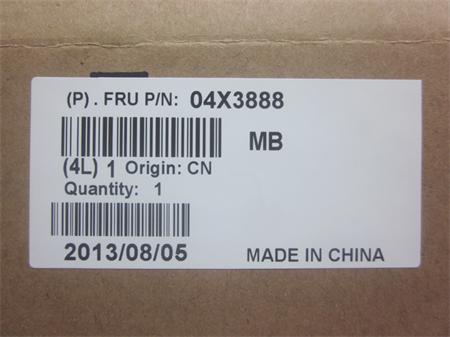 (P) . FRU P/N: 04X3888
MB
(4L) 1 Origin: CN
Quantity: 1
2013/08/05 MADE IN CHINA